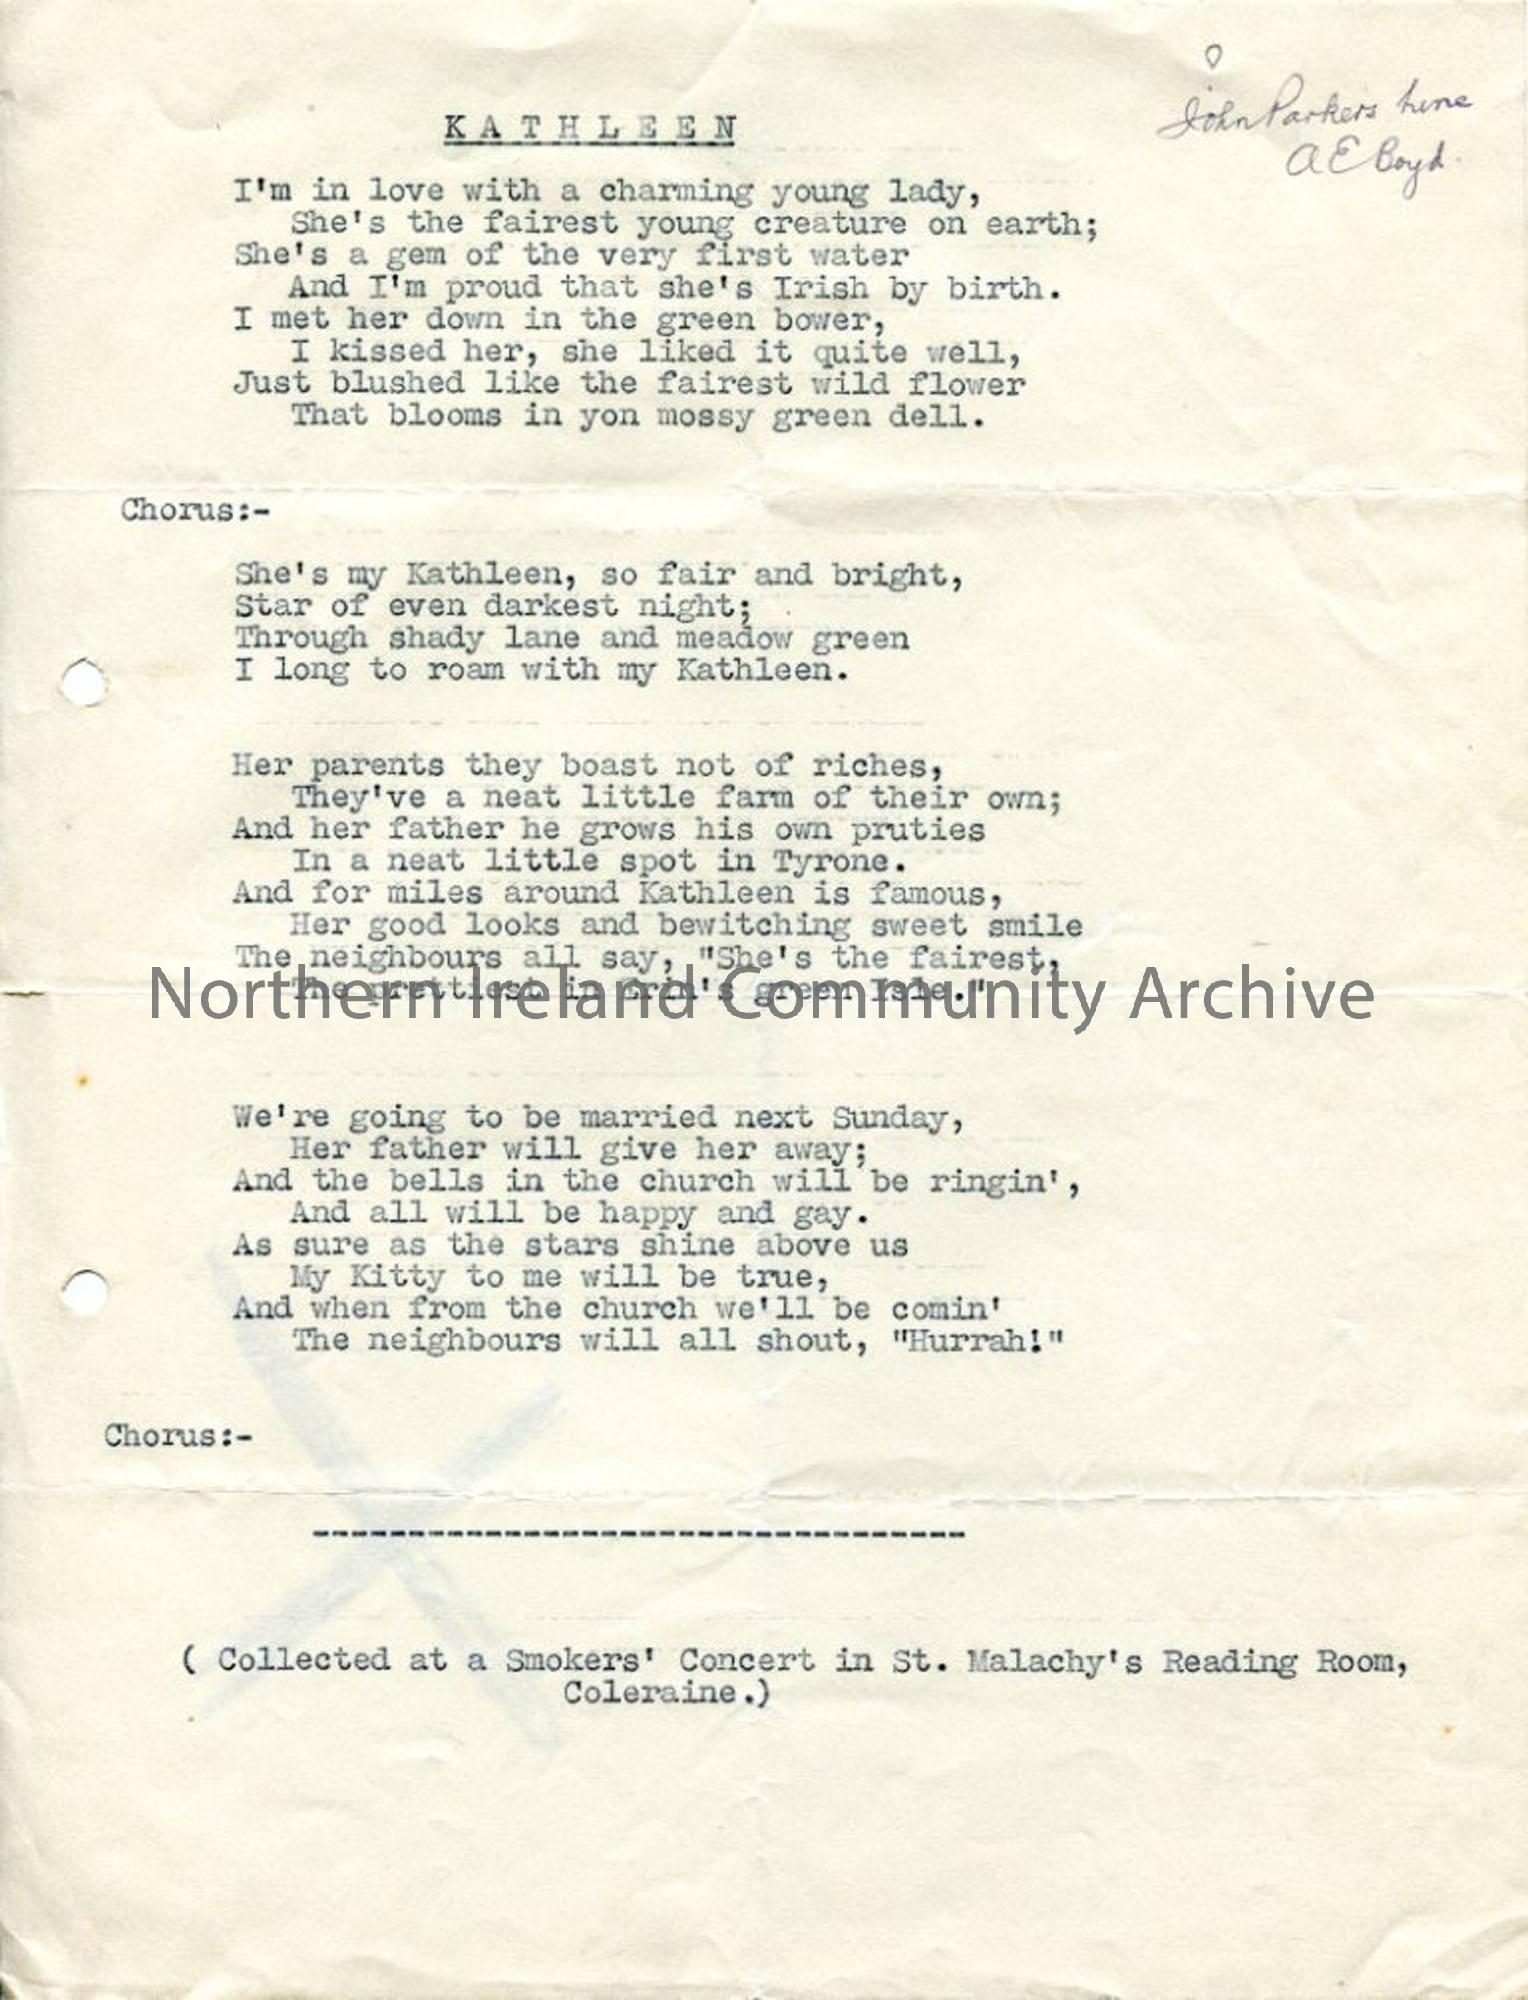 John Parkers tune
A E Boyd.
KATHLEEN
I'm in love with a charming young lady,
She's the fairest young creature on earth;
She's a gem of the very first water
And I'm proud that she's Irish by birth.
I met her down in the green bower,
I kissed her, she liked it quite well,
Just blushed like the fairest wild flower
That blooms in yon mossy green dell.
Chorus:-
She's my Kathleen, so fair and bright,
Star of even darkest night;
Through shady lane and meadow green
I long to roam with my Kathleen.
Her parents they boast not of riches,
They've a neat little farm of their own;
And her father he grows his own pruties
In a neat little spot in Tyrone.
And for miles around Kathleen is famous,
Her good looks and bewitching sweet smile
The neighbours all say, "She's the fairest,
The prettiest in Erin's green Isle."
Northern Ireland Community Archive
We're going to be married next Sunday,
Her father will give her away;
And the bells in the church will be ringin',
And all will be happy and gay.
As sure as the stars shine above us
My Kitty to me will be true,
And when from the church we'll be comin'
The neighbours will all shout, "Hurrah!"
Chorus:-
----------------------------------
( Collected at a Smokers' Concert in St. Malachy's Reading Room,
Coleraine.)